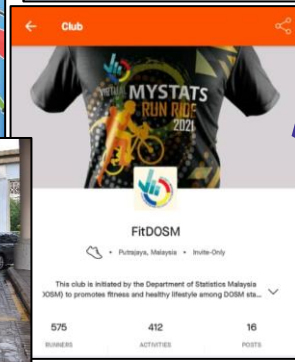 Club
VIRTUAL
MYSTATS
RUN RIDE
2021
FitDOSM
• Putrajaya, Malaysia • Invite-Only
This club is initiated by the Department of Statistics Malaysia
DOSM) to promotes fitness and healthy lifestyle among DOSM sta...
575
412
16
RUNNERS
ACTIVITIES
POSTS